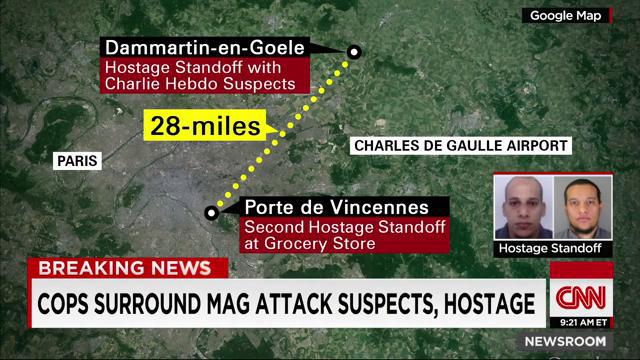 Google Map
Dammartin-en-Goele
Hostage Standoff with
Charlie Hebdo Suspects
28-miles
CHARLES DE GAULLE AIRPORT
PARIS
Porte de Vincennes
Second Hostage Standoff
at Grocery Store
Hostage Standoff
BREAKING NEWS
COPS SURROUND MAG ATTACK SUSPECTS, HOSTAGE
CNN
9:21 AM ET
NEWSROOM